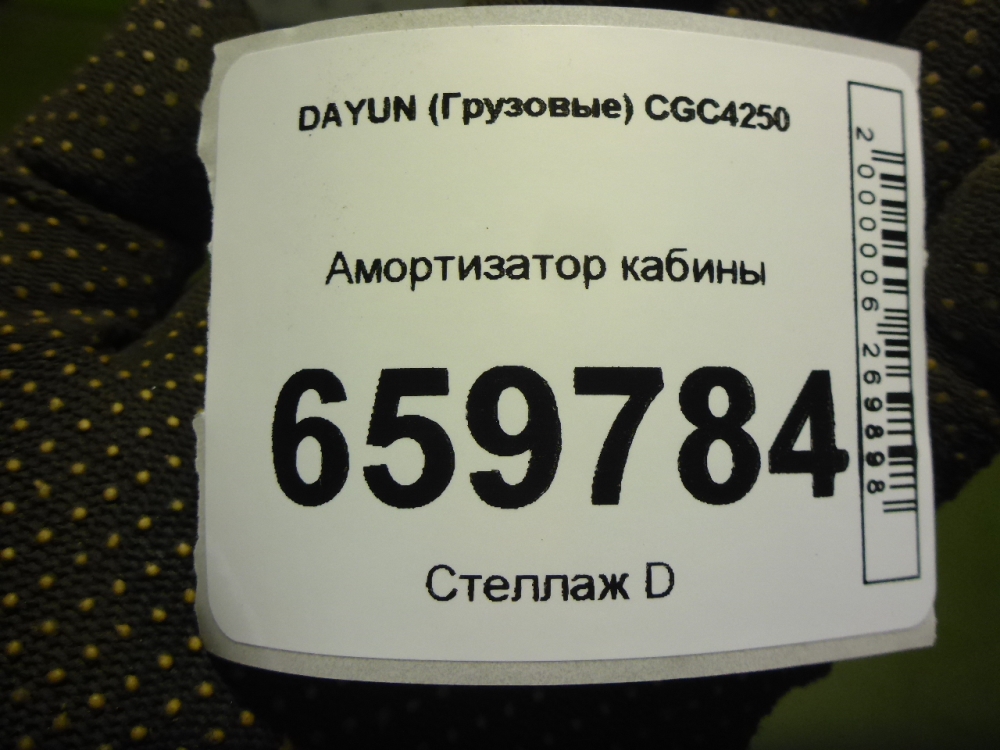 DAYUN (Грузовые) CGC4250
Амортизатор кабины
659784
Стеллаж D
2000006269898